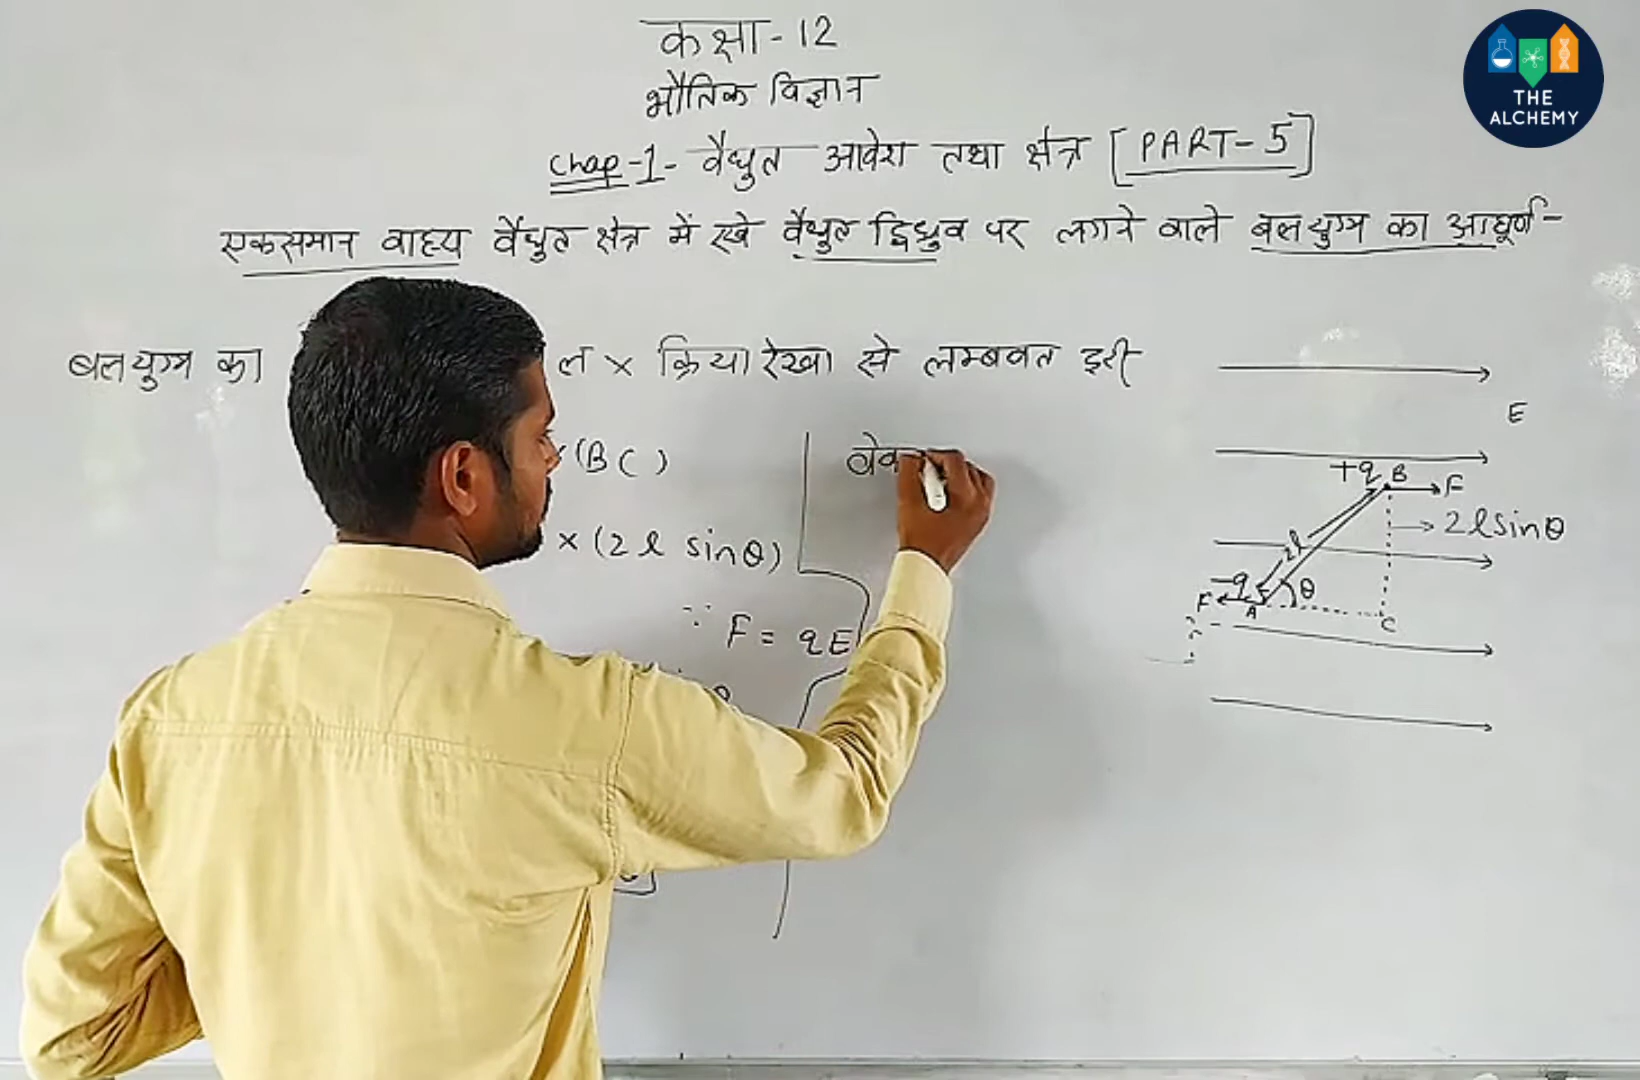 कक्षा - 12
भौतिक विज्ञान
Chap-1- वैधुत आवेश तथा क्षेत्र [PART-5]
एकसमान वाह्य वैधुत क्षेत्र में रखे वैधुत द्विध्रुव पर लगने वाले बलयुग्म का आघूर्ण-
बलयुग्म का
ल × क्रिया रेखा से लम्बवत दूरी
×(BC)
× (2l sinθ)
∵ F = qE
वेक
E
+q B F
2l
2l sinθ
-q θ
F A C
THE
ALCHEMY